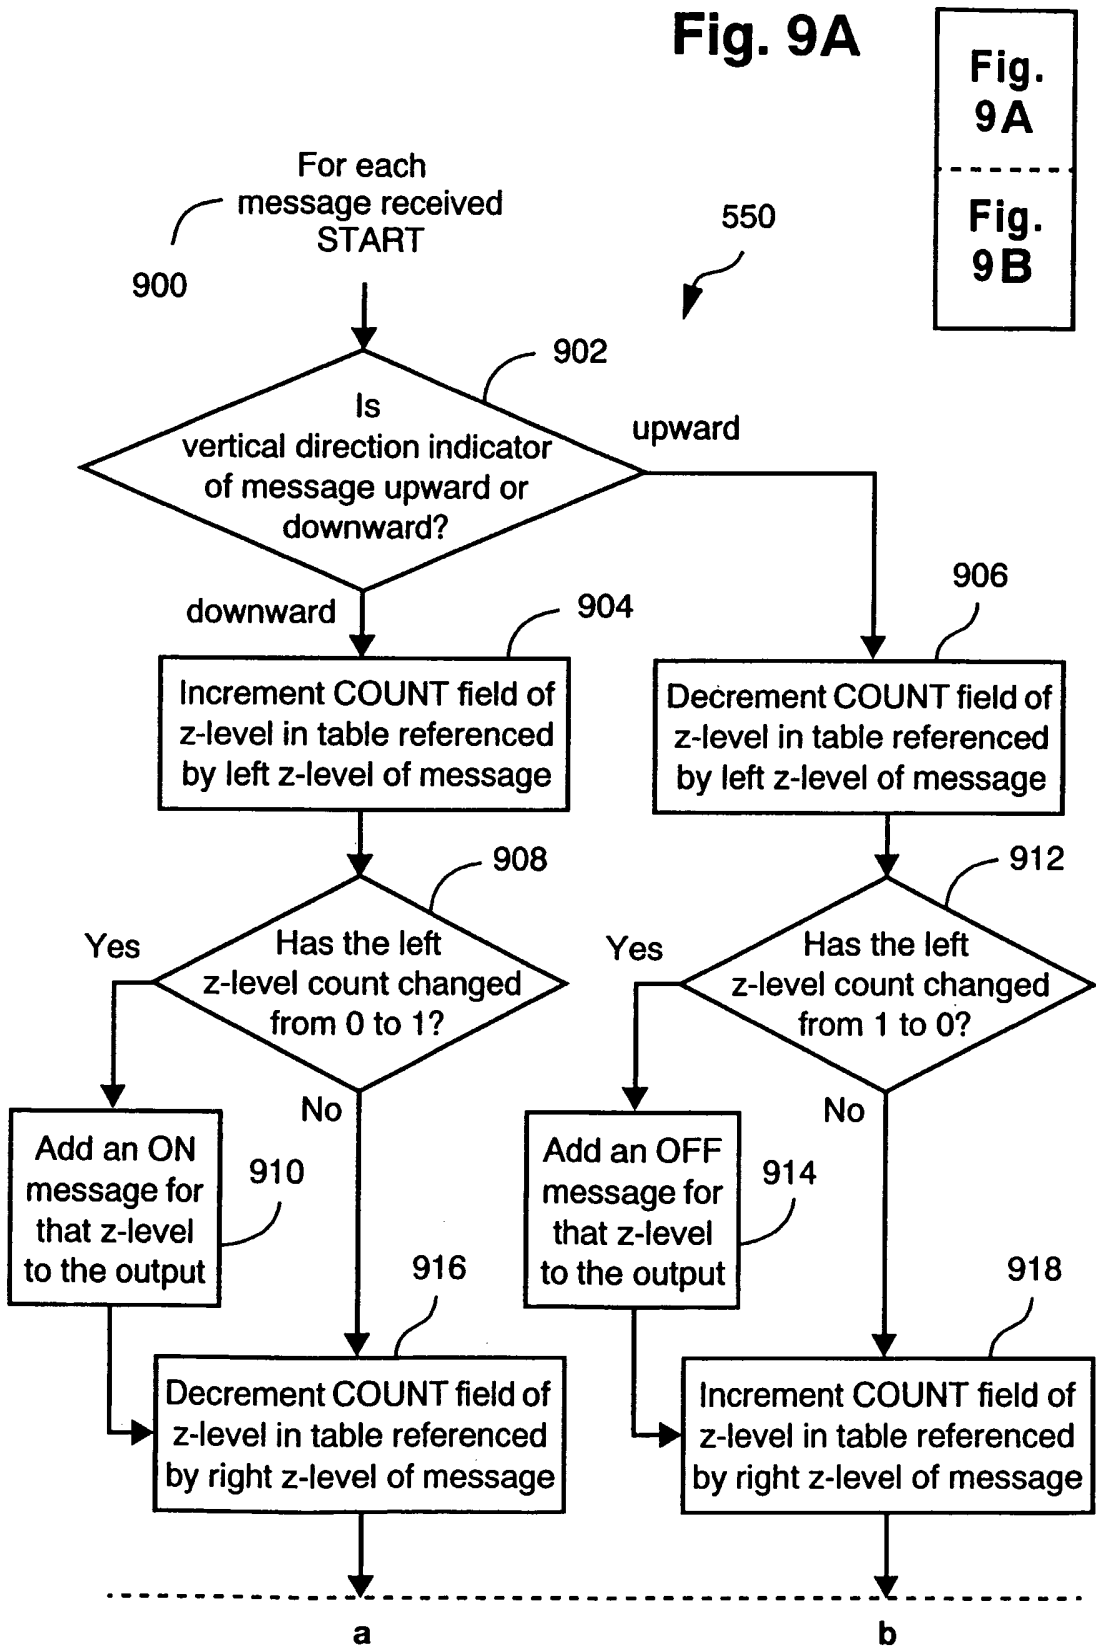 Fig. 9A
Fig.
9A
Fig.
9B
For each
message received
START
900
550
902
Is
vertical direction indicator
of message upward or
downward?
upward
downward
904
906
Increment COUNT field of
z-level in table referenced
by left z-level of message
Decrement COUNT field of
z-level in table referenced
by left z-level of message
908
912
Yes
Has the left
z-level count changed
from 0 to 1?
Yes
Has the left
z-level count changed
from 1 to 0?
No
No
Add an ON
message for
that z-level
to the output
910
Add an OFF
message for
that z-level
to the output
914
916
918
Decrement COUNT field of
z-level in table referenced
by right z-level of message
Increment COUNT field of
z-level in table referenced
by right z-level of message
a
b